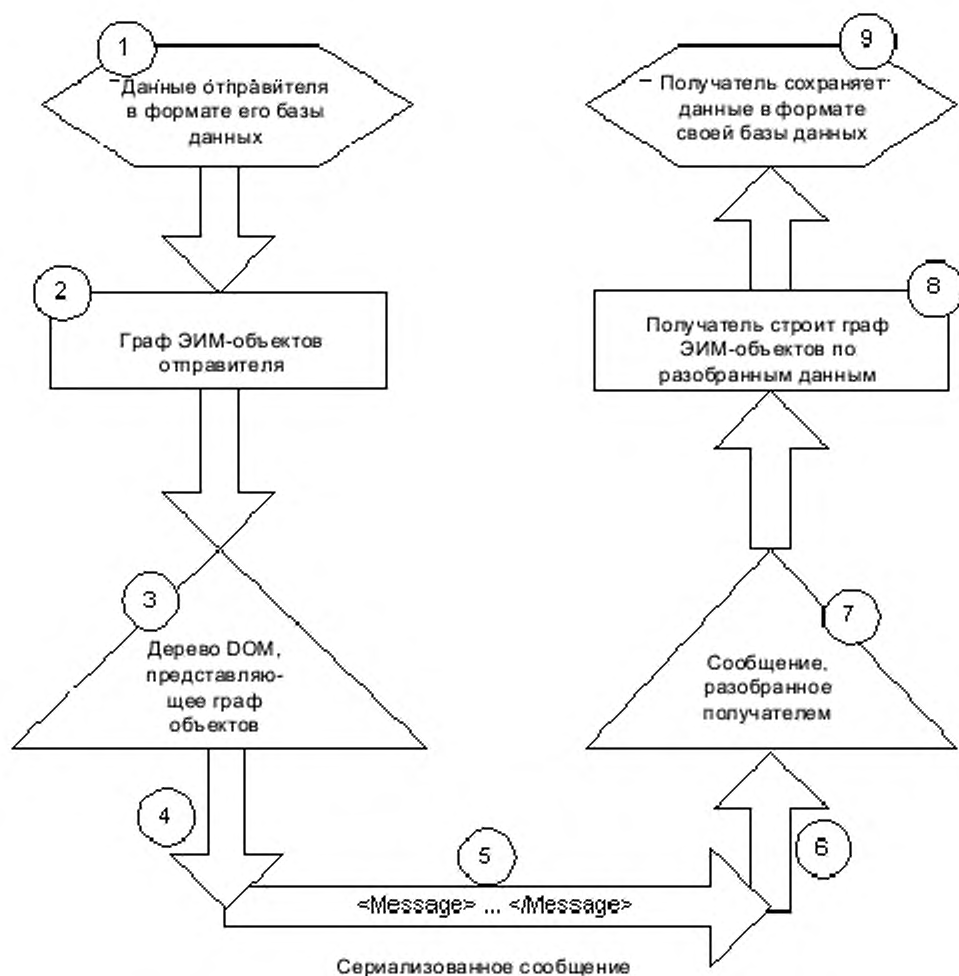 1
Данные отправителя
в формате его базы
данных
2
Граф ЭИМ-объектов
отправителя
3
Дерево DOM,
представляю-
щее граф
объектов
4
5
<Message> ... </Message>
Сериализованное сообщение
6
7
Сообщение,
разобранное
получателем
8
Получатель строит граф
ЭИМ-объектов по
разобранным данным
9
Получатель сохраняет
данные в формате
своей базы данных